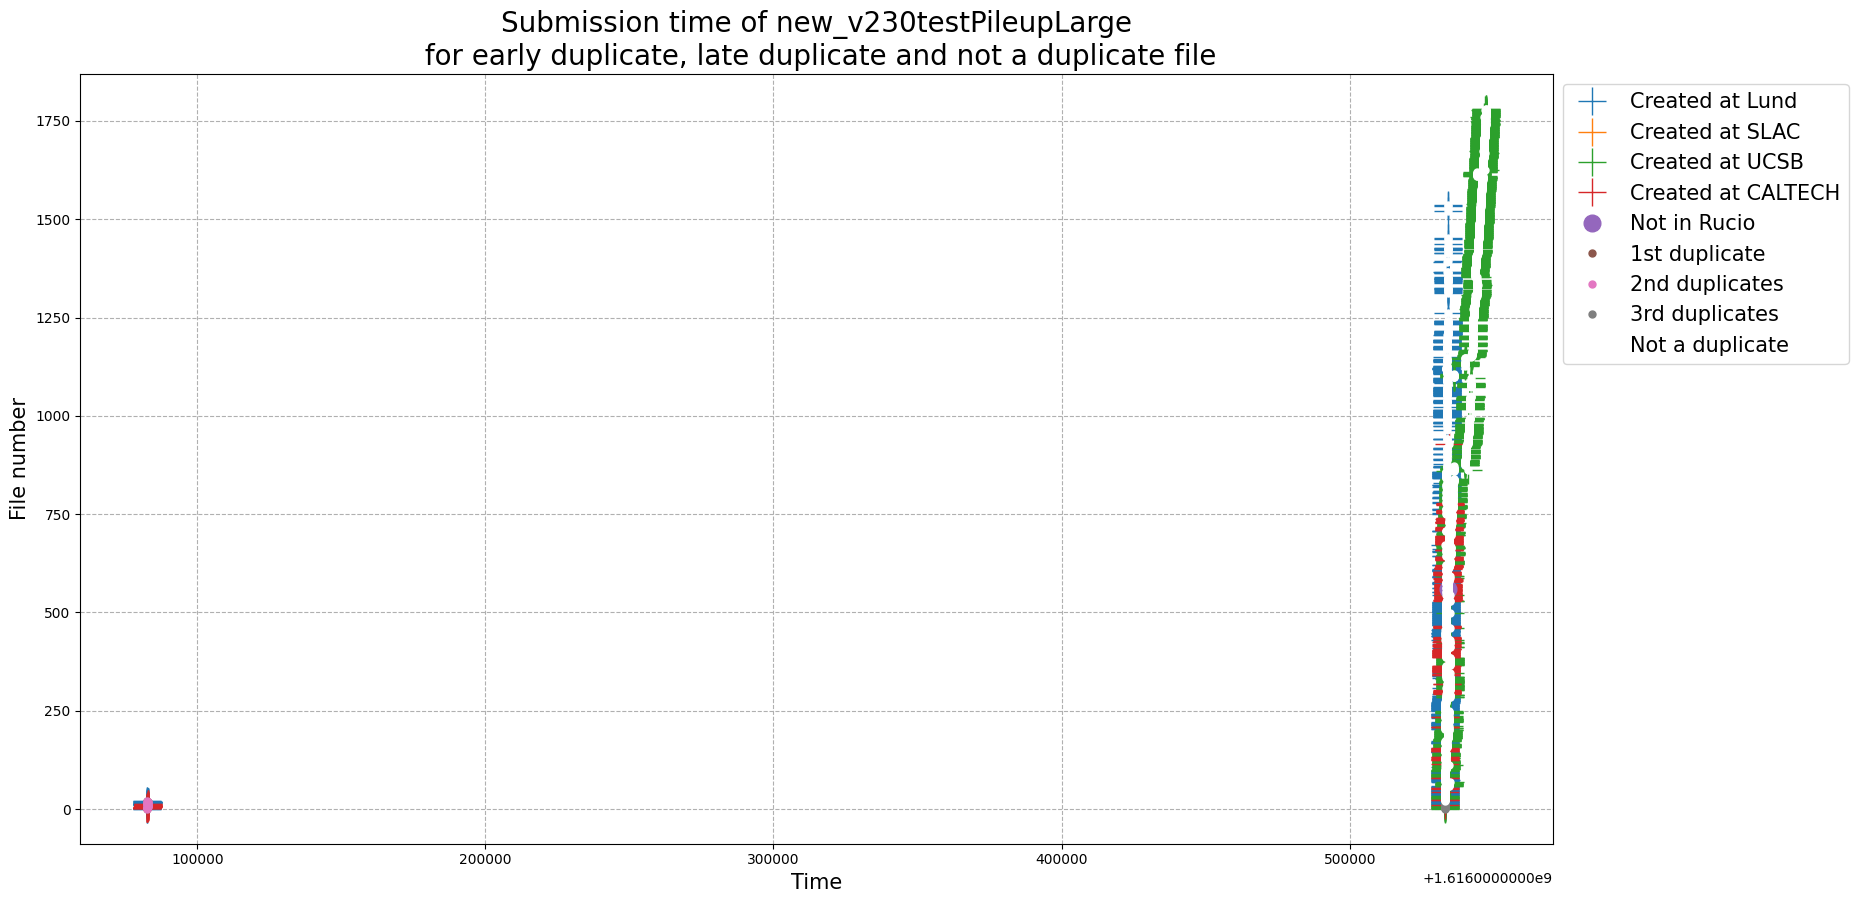 Submission time of new_v230testPileupLarge
for early duplicate, late duplicate and not a duplicate file
File number
1750
1500
1250
1000
750
500
250
0
100000
200000
300000
400000
500000
+1.6160000000e9
Time
Created at Lund
Created at SLAC
Created at UCSB
Created at CALTECH
Not in Rucio
1st duplicate
2nd duplicates
3rd duplicates
Not a duplicate